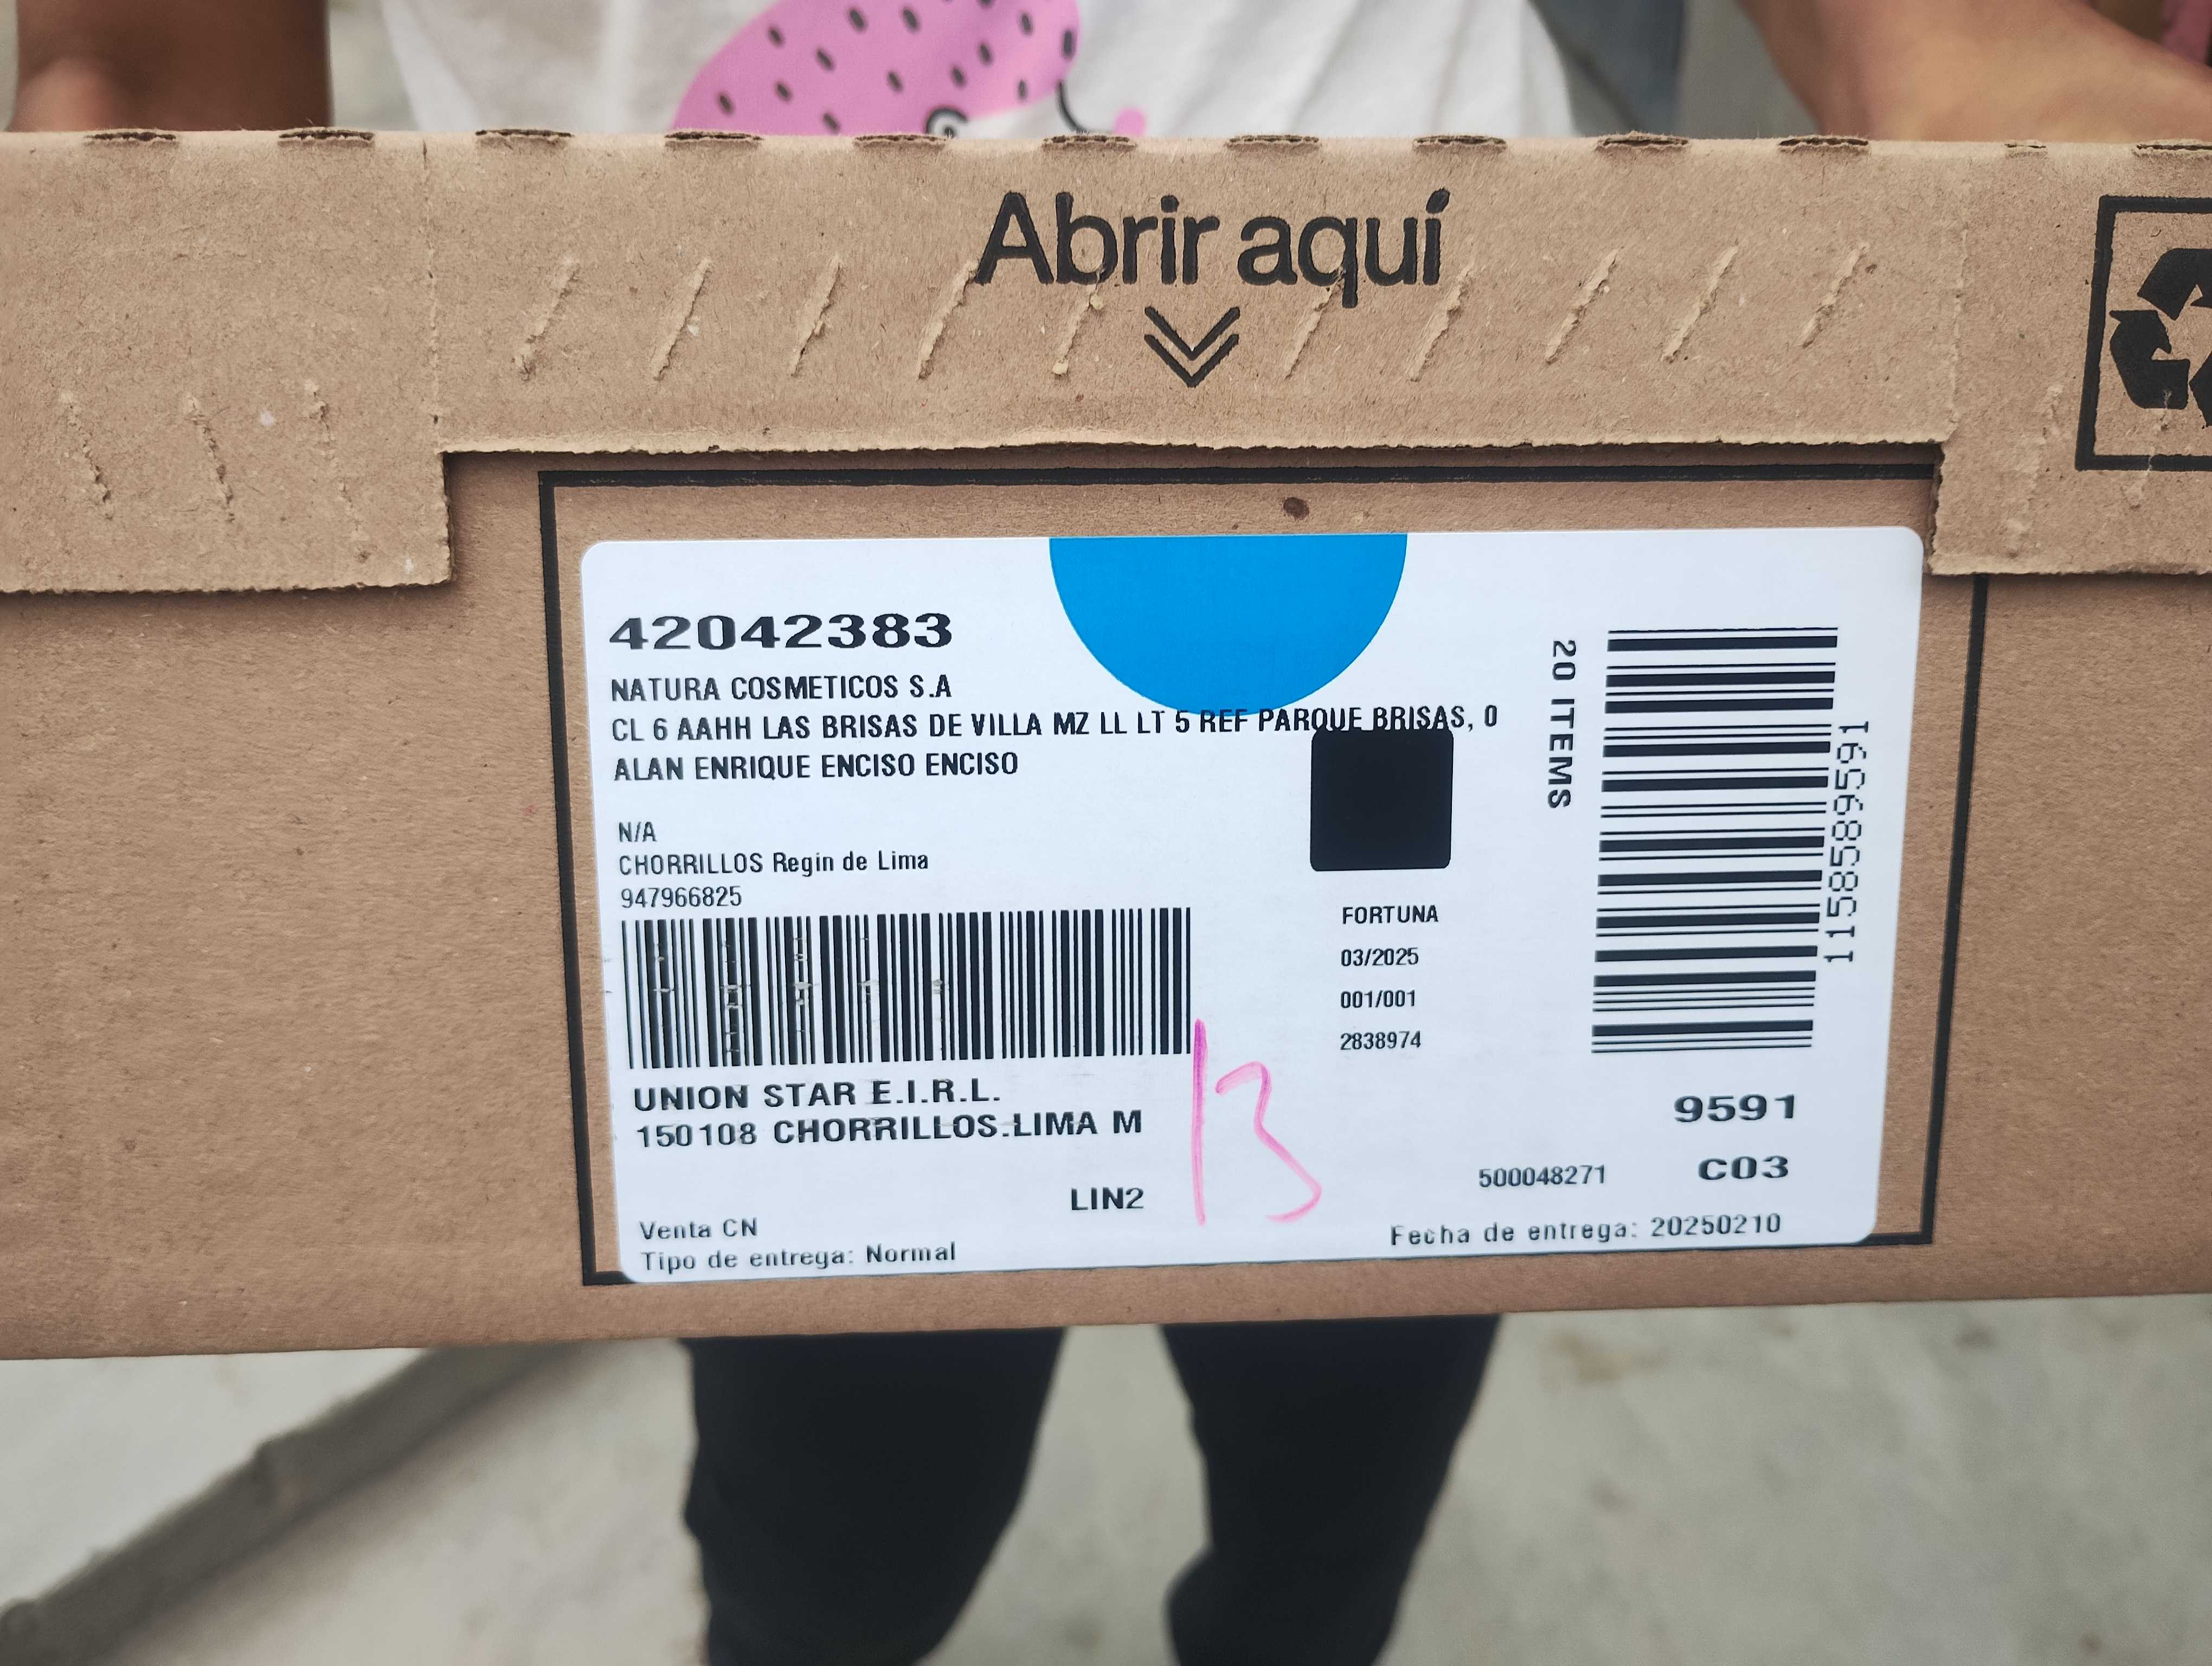 Abrir aquí
42042383
NATURA COSMETICOS S.A
CL 6 AAHH LAS BRISAS DE VILLA MZ LL LT 5 REF PARQUE BRISAS, 0
ALAN ENRIQUE ENCISO ENCISO
N/A
CHORRILLOS Regin de Lima
947966825
UNION STAR E.I.R.L.
150108 CHORRILLOS.LIMA M
LIN2
Venta CN
Tipo de entrega: Normal
13
FORTUNA
03/2025
001/001
2838974
20 ITEMS
1158589591
9591
500048271 C03
Fecha de entrega: 20250210